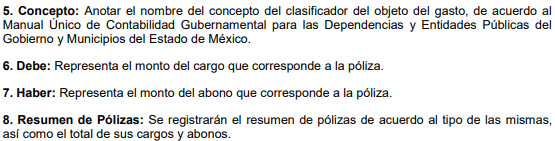 5. Concepto: Anotar el nombre del concepto del clasificador del objeto del gasto, de acuerdo al
Manual Único de Contabilidad Gubernamental para las Dependencias y Entidades Públicas del
Gobierno y Municipios del Estado de México.
6. Debe: Representa el monto del cargo que corresponde a la póliza.
7. Haber: Representa el monto del abono que corresponde a la póliza.
8. Resumen de Pólizas: Se registrarán el resumen de pólizas de acuerdo al tipo de las mismas,
así como el total de sus cargos y abonos.